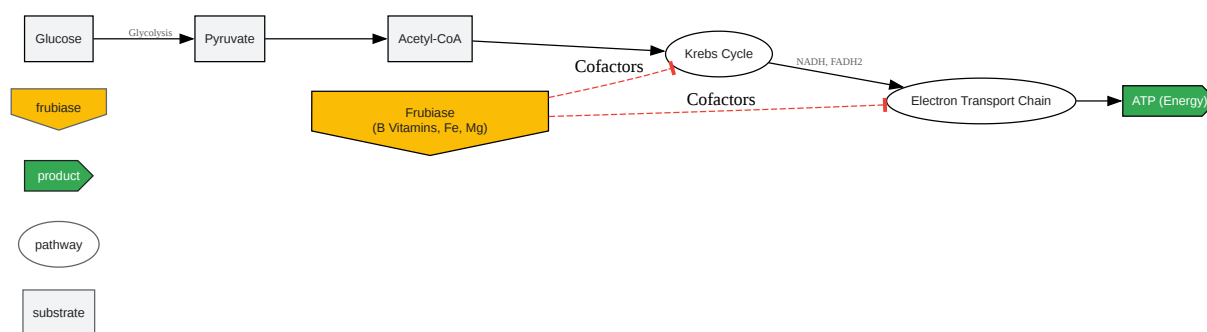 Glucose
Glycolysis
Pyruvate
Acetyl-CoA
Krebs Cycle
NADH, FADH2
Cofactors
Cofactors
Electron Transport Chain
ATP (Energy)
frubiase
Frubiase
(B Vitamins, Fe, Mg)
product
pathway
substrate